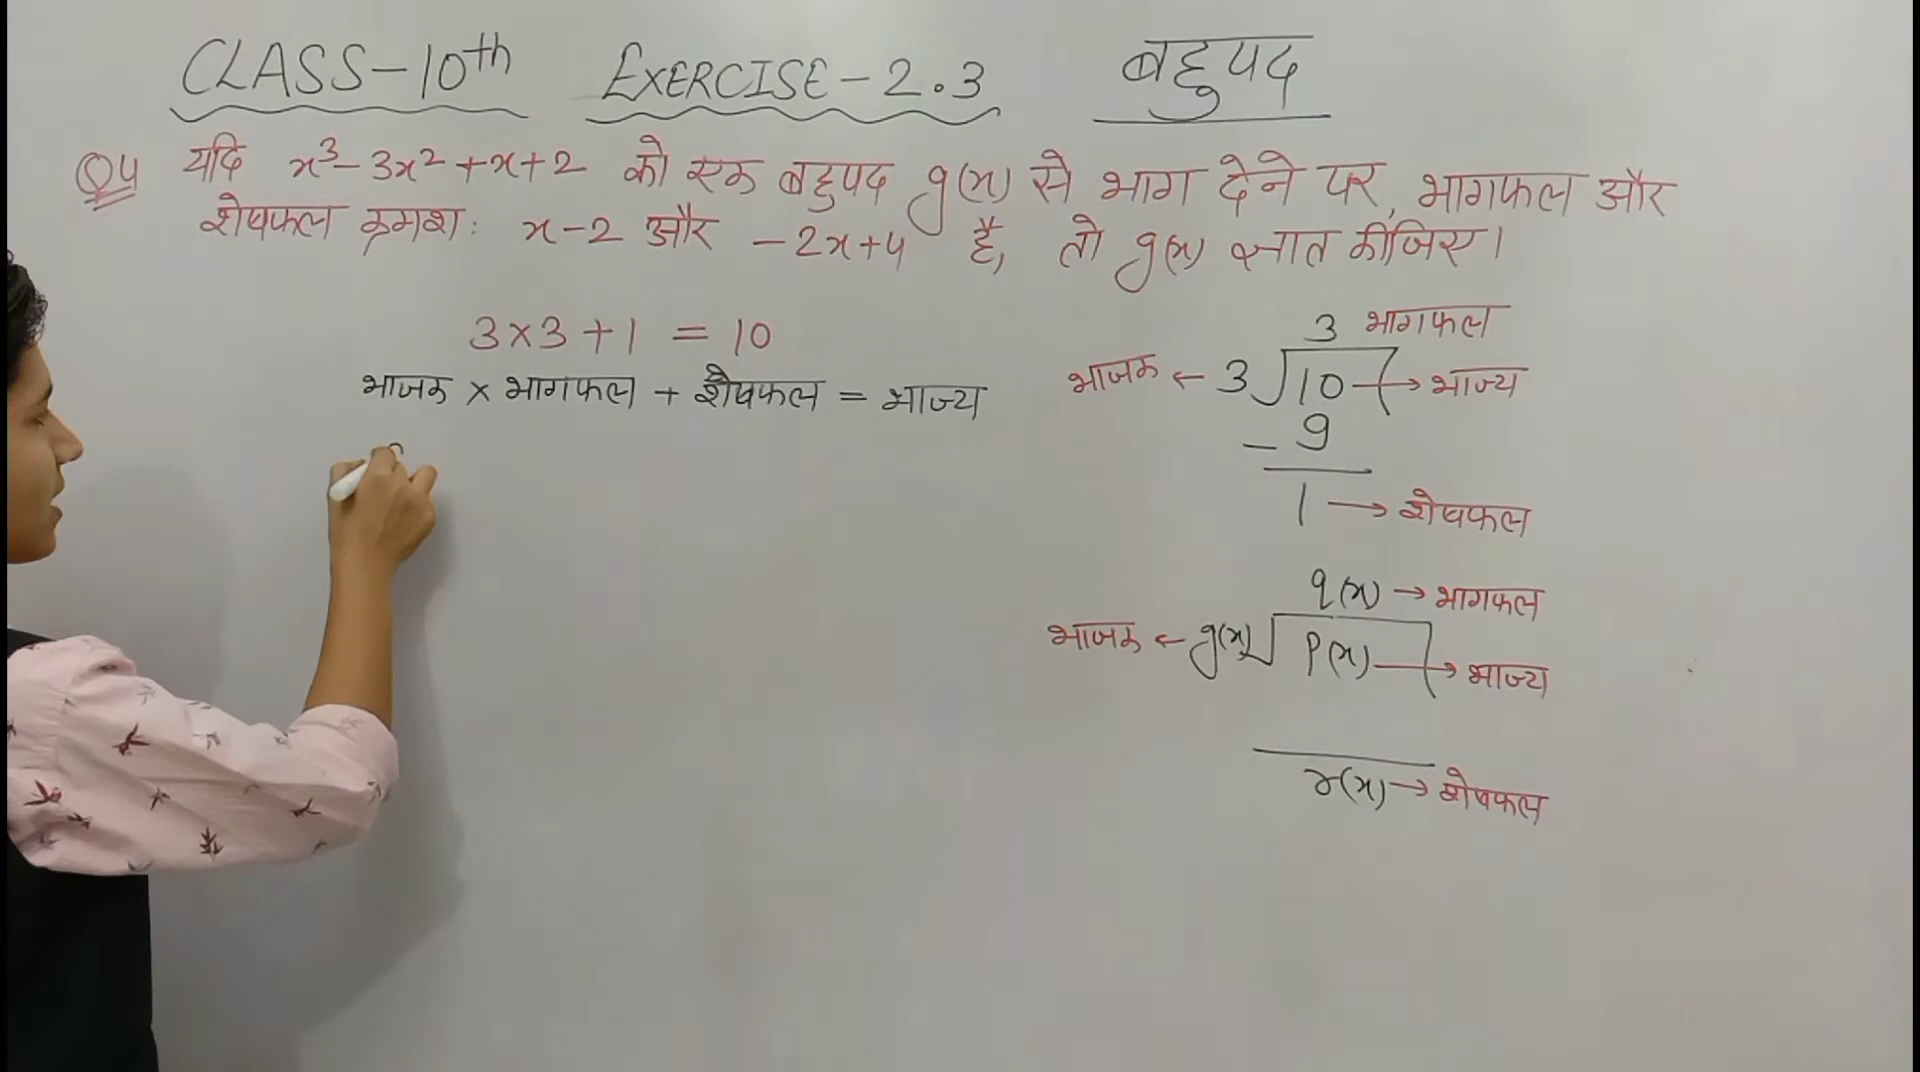 CLASS-10th EXERCISE-2.3 बहुपद
Q4 यदि x³-3x²+x+2 को एक बहुपद g(x) से भाग देने पर, भागफल और
शेषफल क्रमश: x-2 और -2x+4 है, तो g(x) ज्ञात कीजिए।
3×3+1 = 10
भाजक × भागफल + शेषफल = भाज्य
3 भागफल
भाजक ← 3 10 → भाज्य
- 9
1 → शेषफल
q(x) → भागफल
भाजक ← g(x) P(x) → भाज्य
r(x) → शेषफल